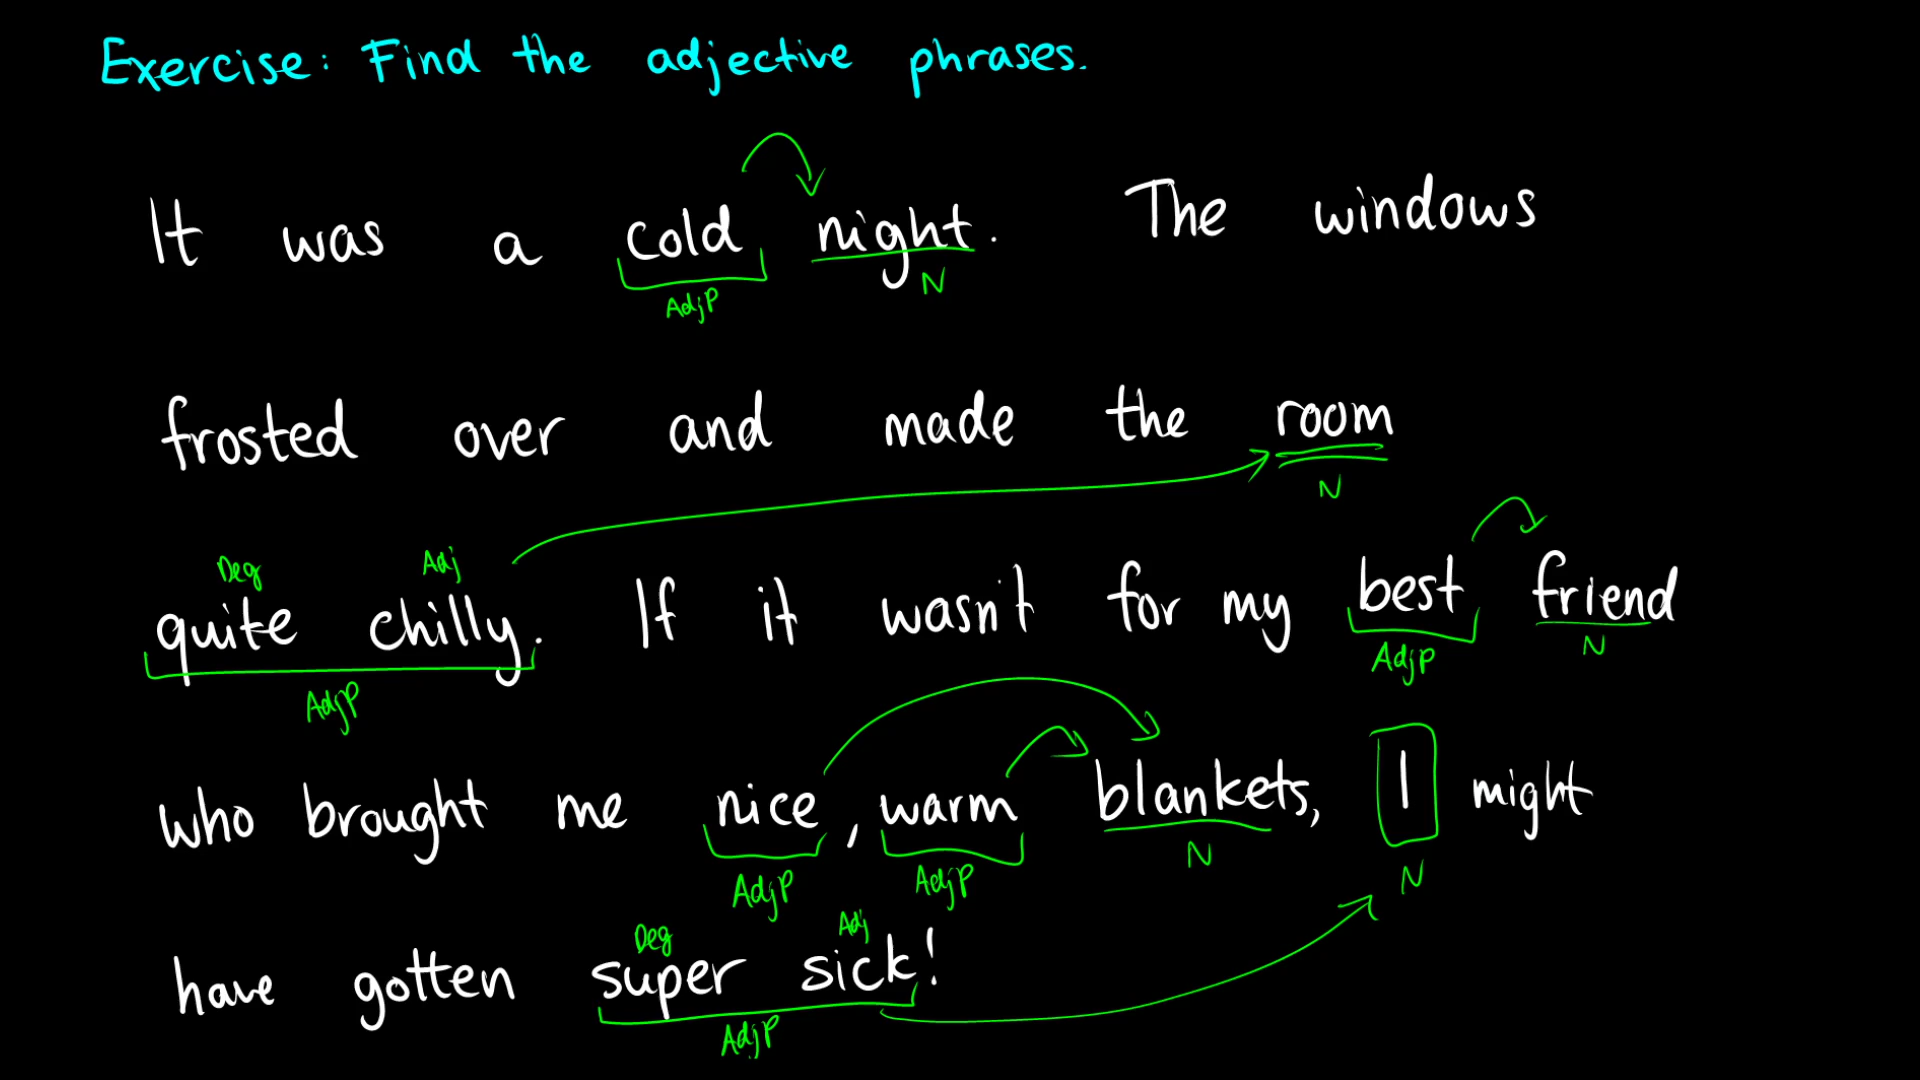 Exercise: Find the adjective phrases.
It was a cold night. The windows
AdjP N
frosted over and made the room
N
Deg Adj
quite chilly. If it wasn't for my best friend
AdjP AdjP N
who brought me nice, warm blankets, I might
AdjP AdjP N N
Deg Adj
have gotten super sick!
AdjP